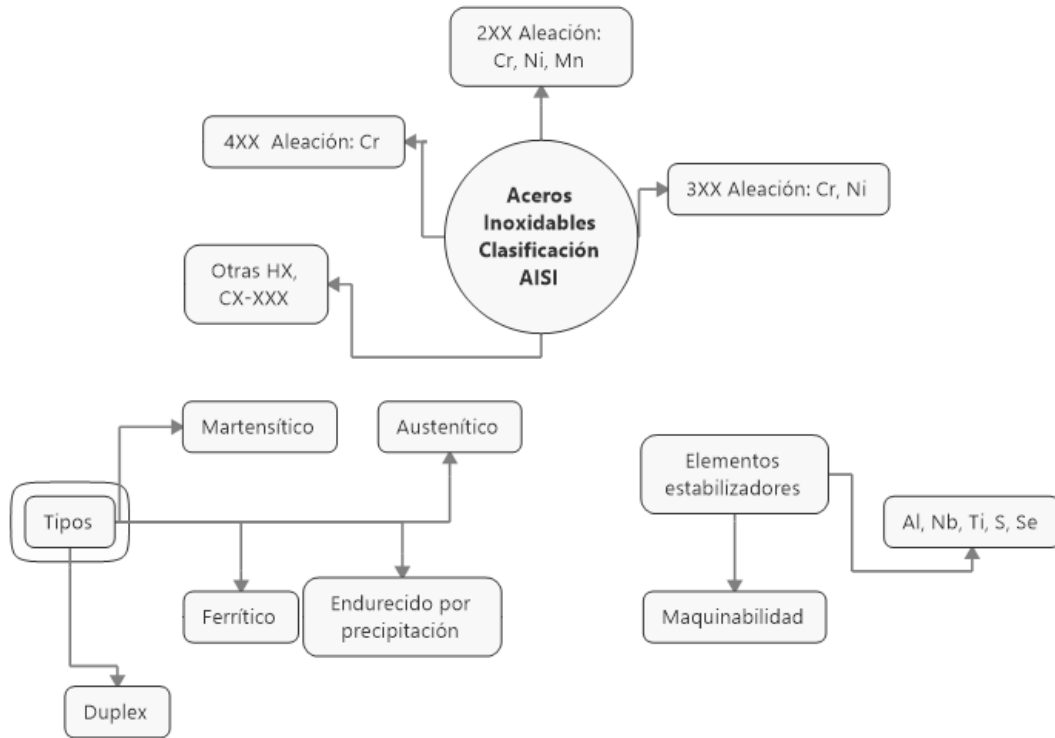 2XX Aleación:
Cr, Ni, Mn
4XX Aleación: Cr
3XX Aleación: Cr, Ni
Aceros
Inoxidables
Clasificación
AISI
Otras HX,
CX-XXX
Martensítico
Austenítico
Elementos
estabilizadores
Tipos
Al, Nb, Ti, S, Se
Ferrítico
Endurecido por
precipitación
Maquinabilidad
Duplex